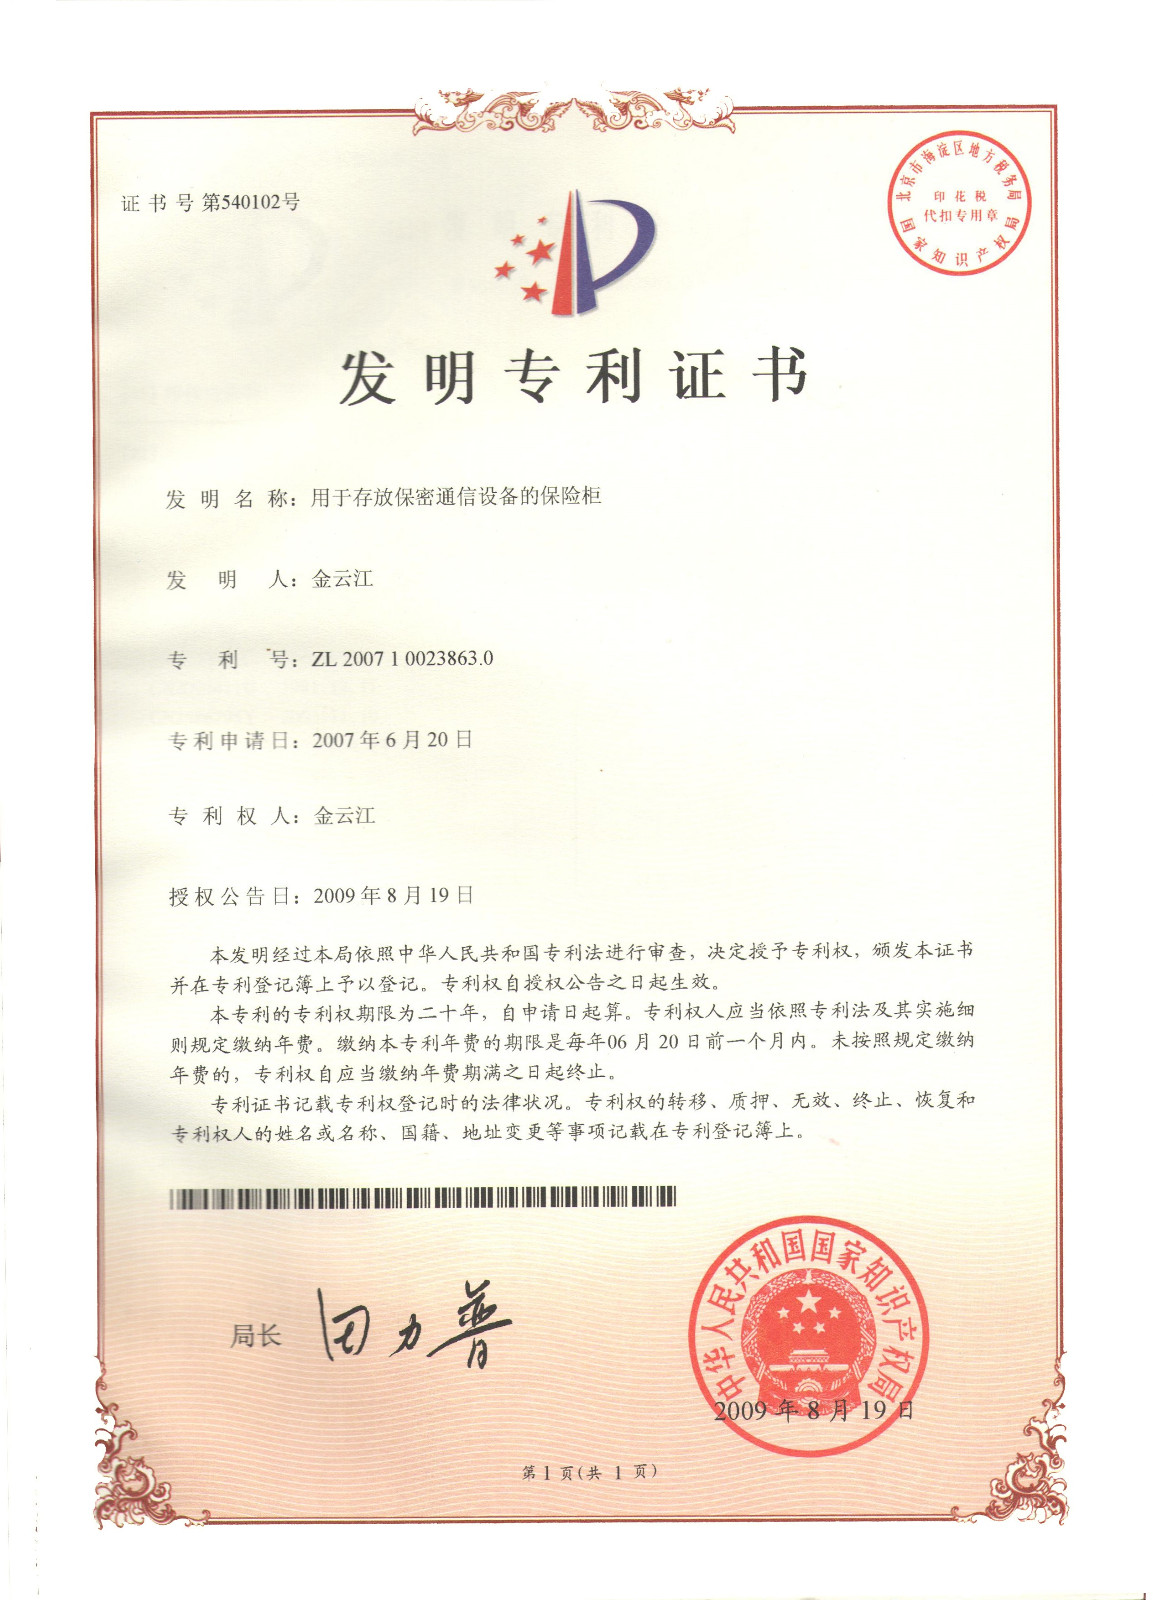 证书号第540102号
北京市海淀区地方税务局
印花税
代扣专用章
国家知识产权局
发明专利证书
发明名称：用于存放保密通信设备的保险柜
发明人：金云江
专利号：ZL 2007 1 0023863.0
专利申请日：2007年6月20日
专利权人：金云江
授权公告日：2009年8月19日
本发明经过本局依照中华人民共和国专利法进行审查，决定授予专利权，颁发本证书
并在专利登记簿上予以登记。专利权自授权公告之日起生效。
本专利的专利权期限为二十年，自申请日起算。专利权人应当依照专利法及其实施细
则规定缴纳年费。缴纳本专利年费的期限是每年06月20日前一个月内。未按照规定缴纳
年费的，专利权自应当缴纳年费期满之日起终止。
专利证书记载专利权登记时的法律状况。专利权的转移、质押、无效、终止、恢复和
专利权人的姓名或名称、国籍、地址变更等事项记载在专利登记簿上。
局长 田力普
中华人民共和国国家知识产权局
2009年8月19日
第1页(共1页)